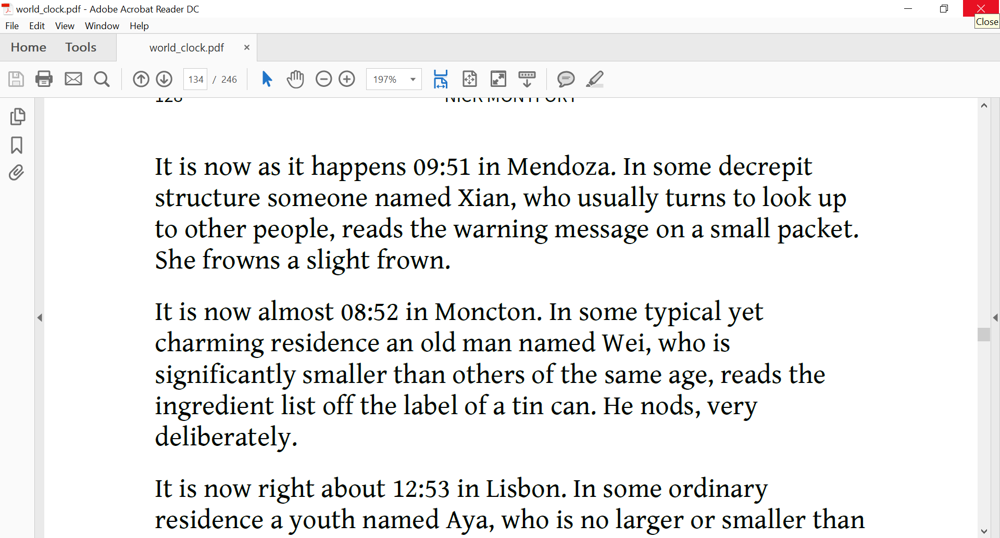 world_clock.pdf - Adobe Acrobat Reader DC
Close
File Edit View Window Help
Home Tools world_clock.pdf
134 / 246 197%
128 NICK MONTFORT
It is now as it happens 09:51 in Mendoza. In some decrepit
structure someone named Xian, who usually turns to look up
to other people, reads the warning message on a small packet.
She frowns a slight frown.
It is now almost 08:52 in Moncton. In some typical yet
charming residence an old man named Wei, who is
significantly smaller than others of the same age, reads the
ingredient list off the label of a tin can. He nods, very
deliberately.
It is now right about 12:53 in Lisbon. In some ordinary
residence a youth named Aya, who is no larger or smaller than